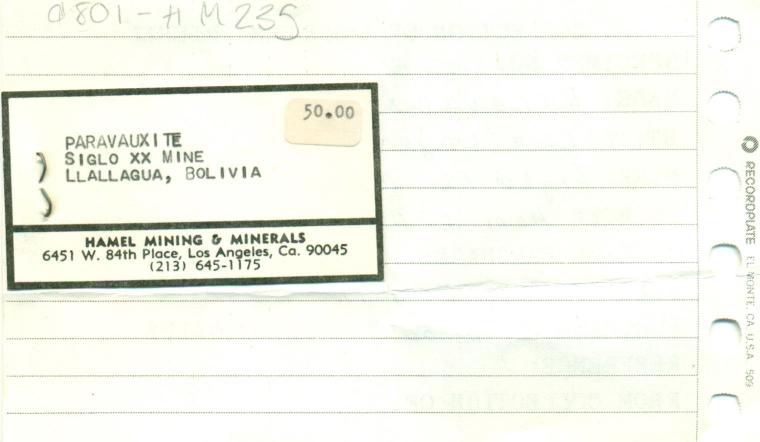 0801-HM235
50.00
PARAVAUXITE
SIGLO XX MINE
LLALLAGUA, BOLIVIA
HAMEL MINING & MINERALS
6451 W. 84th Place, Los Angeles, Ca. 90045
(213) 645-1175
RECORDPLATE EL MONTE, CA. U.S.A. 509